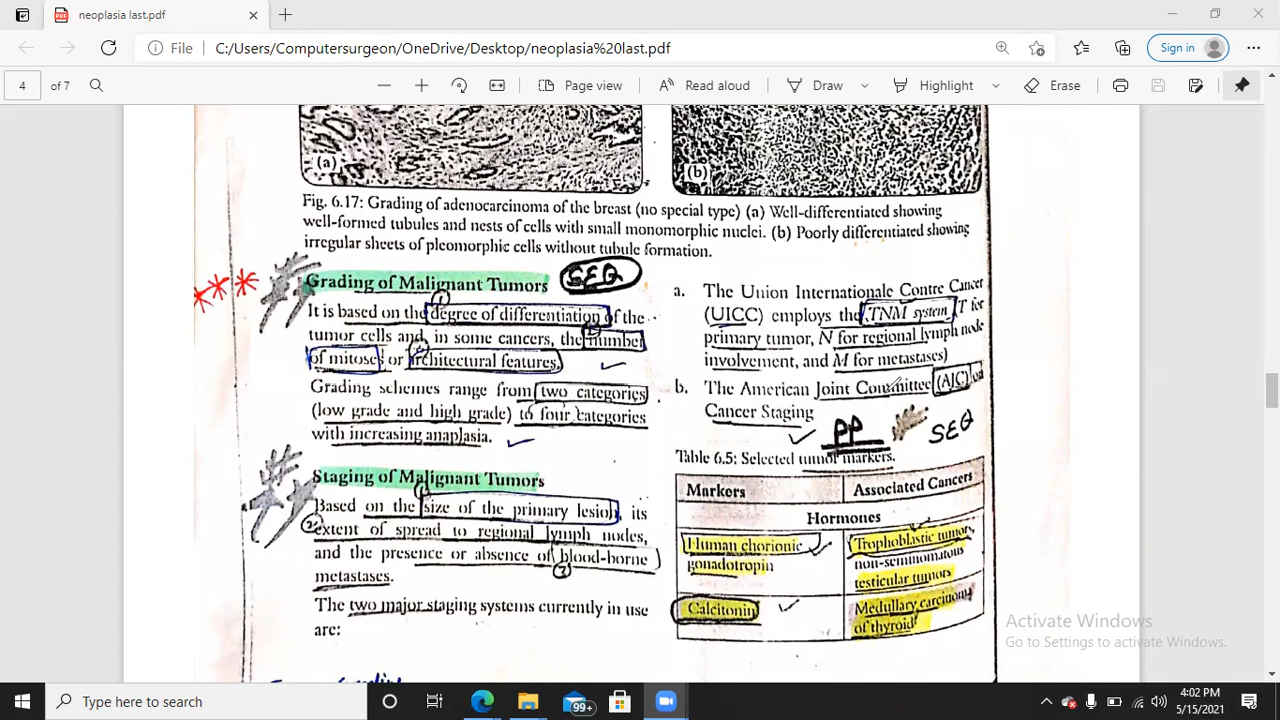 neoplasia last.pdf
File
C:/Users/Computersurgeon/OneDrive/Desktop/neoplasia%20last.pdf
Sign in
4
of 7
Page view
Read aloud
Draw
Highlight
Erase
(a)
(b)
Fig. 6.17: Grading of adenocarcinoma of the breast (no special type) (a) Well-differentiated showing
well-formed tubules and nests of cells with small monomorphic nuclei. (b) Poorly differentiated showing
irregular sheets of pleomorphic cells without tubule formation.
Grading of Malignant Tumors
SEQ
It is based on the degree of differentiation of the
tumor cells and, in some cancers, the number
of mitoses or architectural features.
Grading schemes range from two categories
(low grade and high grade) to four categories
with increasing anaplasia.
Staging of Malignant Tumors
Based on the size of the primary lesion, its
extent of spread to regional lymph nodes,
and the presence or absence of blood-borne
metastases.
The two major staging systems currently in use
are:
a. The Union Internationale Contre Cancer
(UICC) employs the TNM system T for
primary tumor, N for regional lymph node
involvement, and M for metastases)
b. The American Joint Committee (AJC) on
Cancer Staging
PP
SEQ
Table 6.5: Selected tumor markers.
Markers
Associated Cancers
Hormones
Human chorionic
gonadotropin
Trophoblastic tumor,
non-seminomatous
testicular tumors
Calcitonin
Medullary carcinoma
of thyroid
Activate Windows
Go to Settings to activate Windows.
Type here to search
99+
4:02 PM
5/15/2021